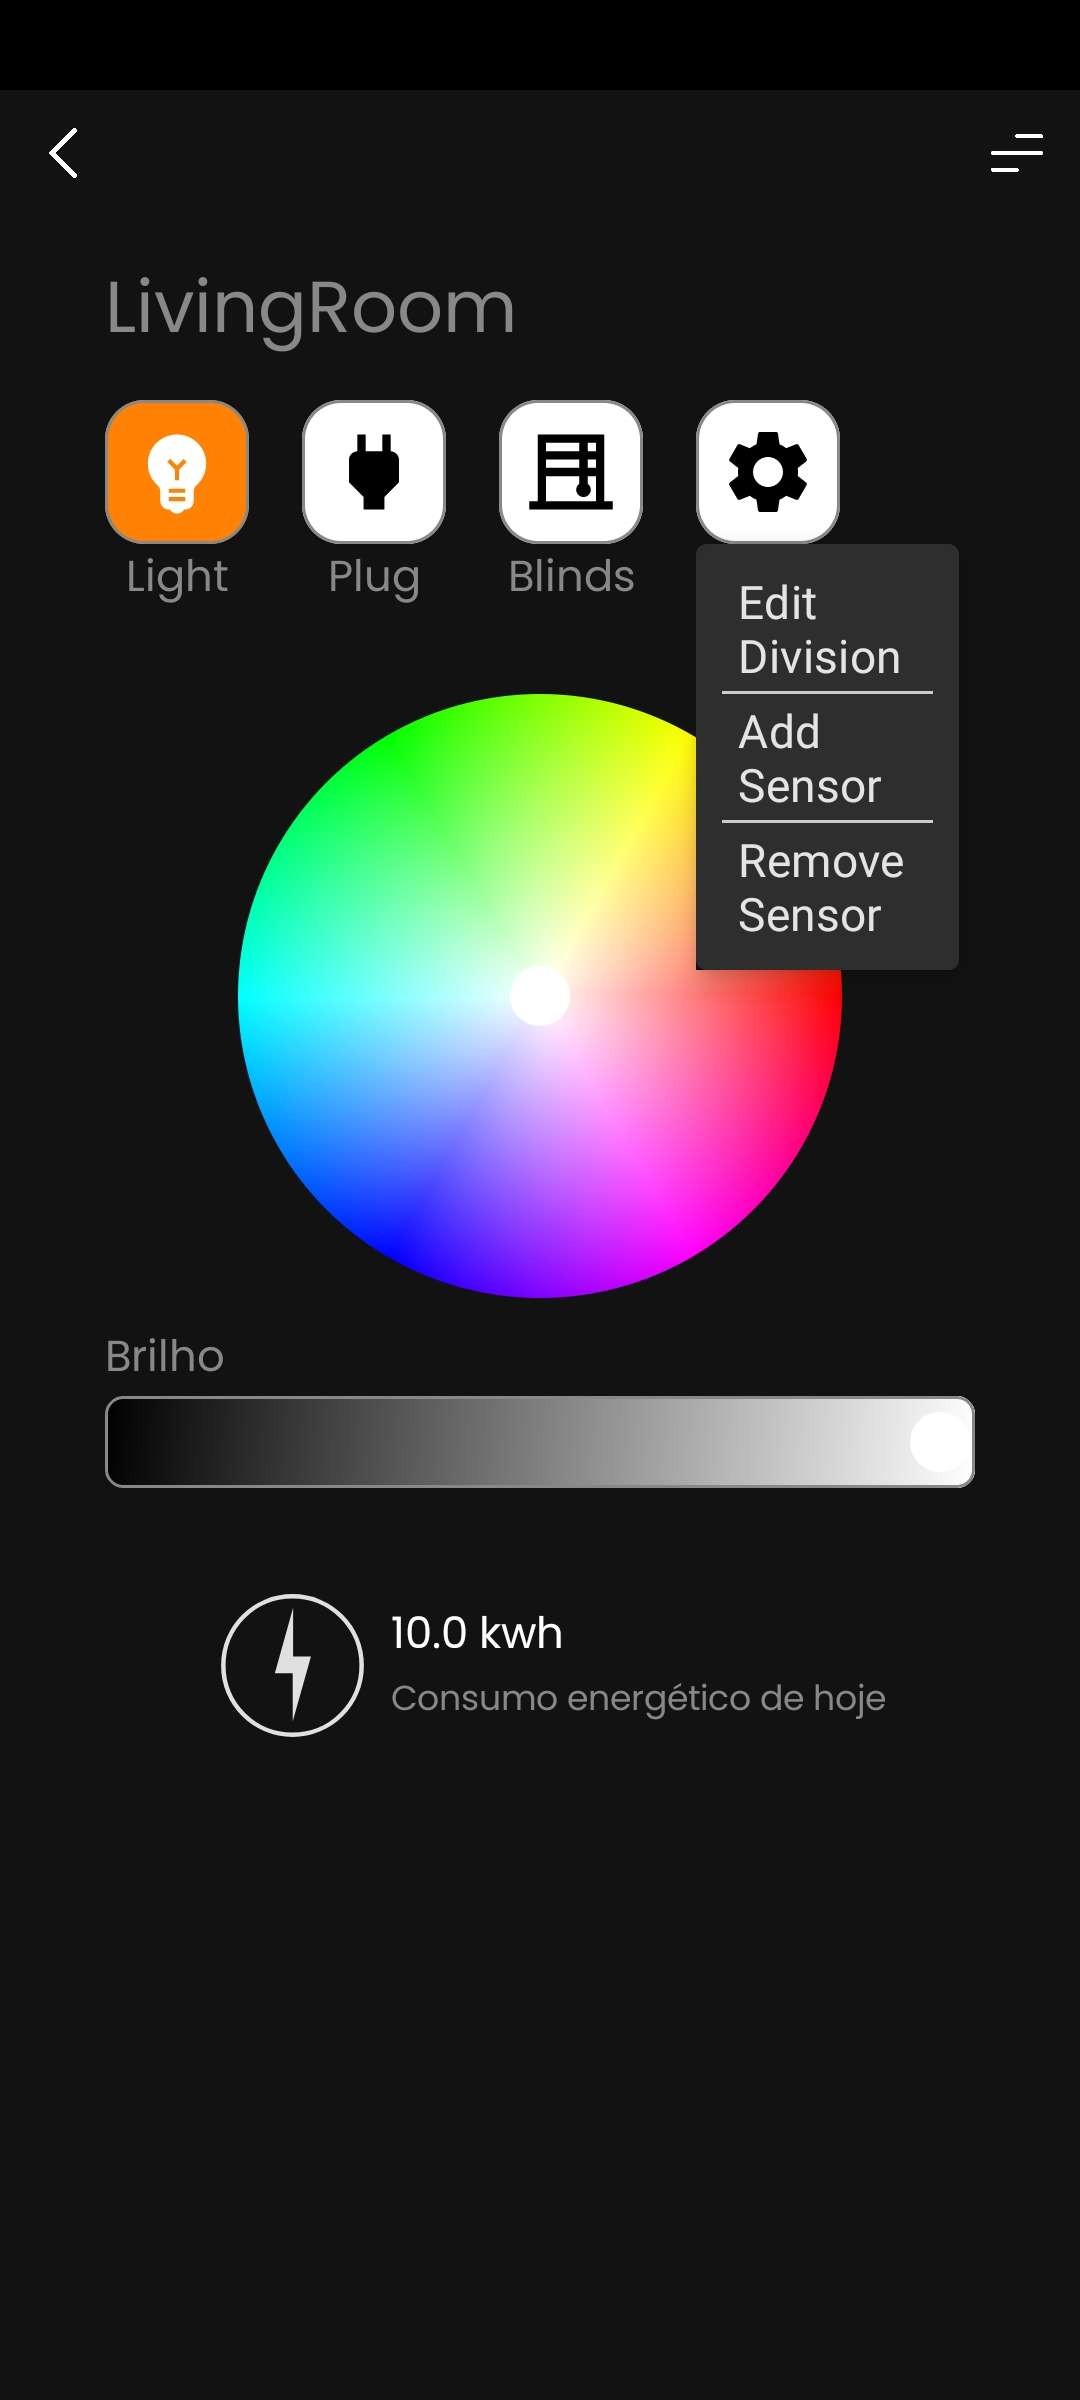 LivingRoom
Light
Plug
Blinds
Edit
Division
Add
Sensor
Remove
Sensor
Brilho
10.0 kwh
Consumo energético de hoje